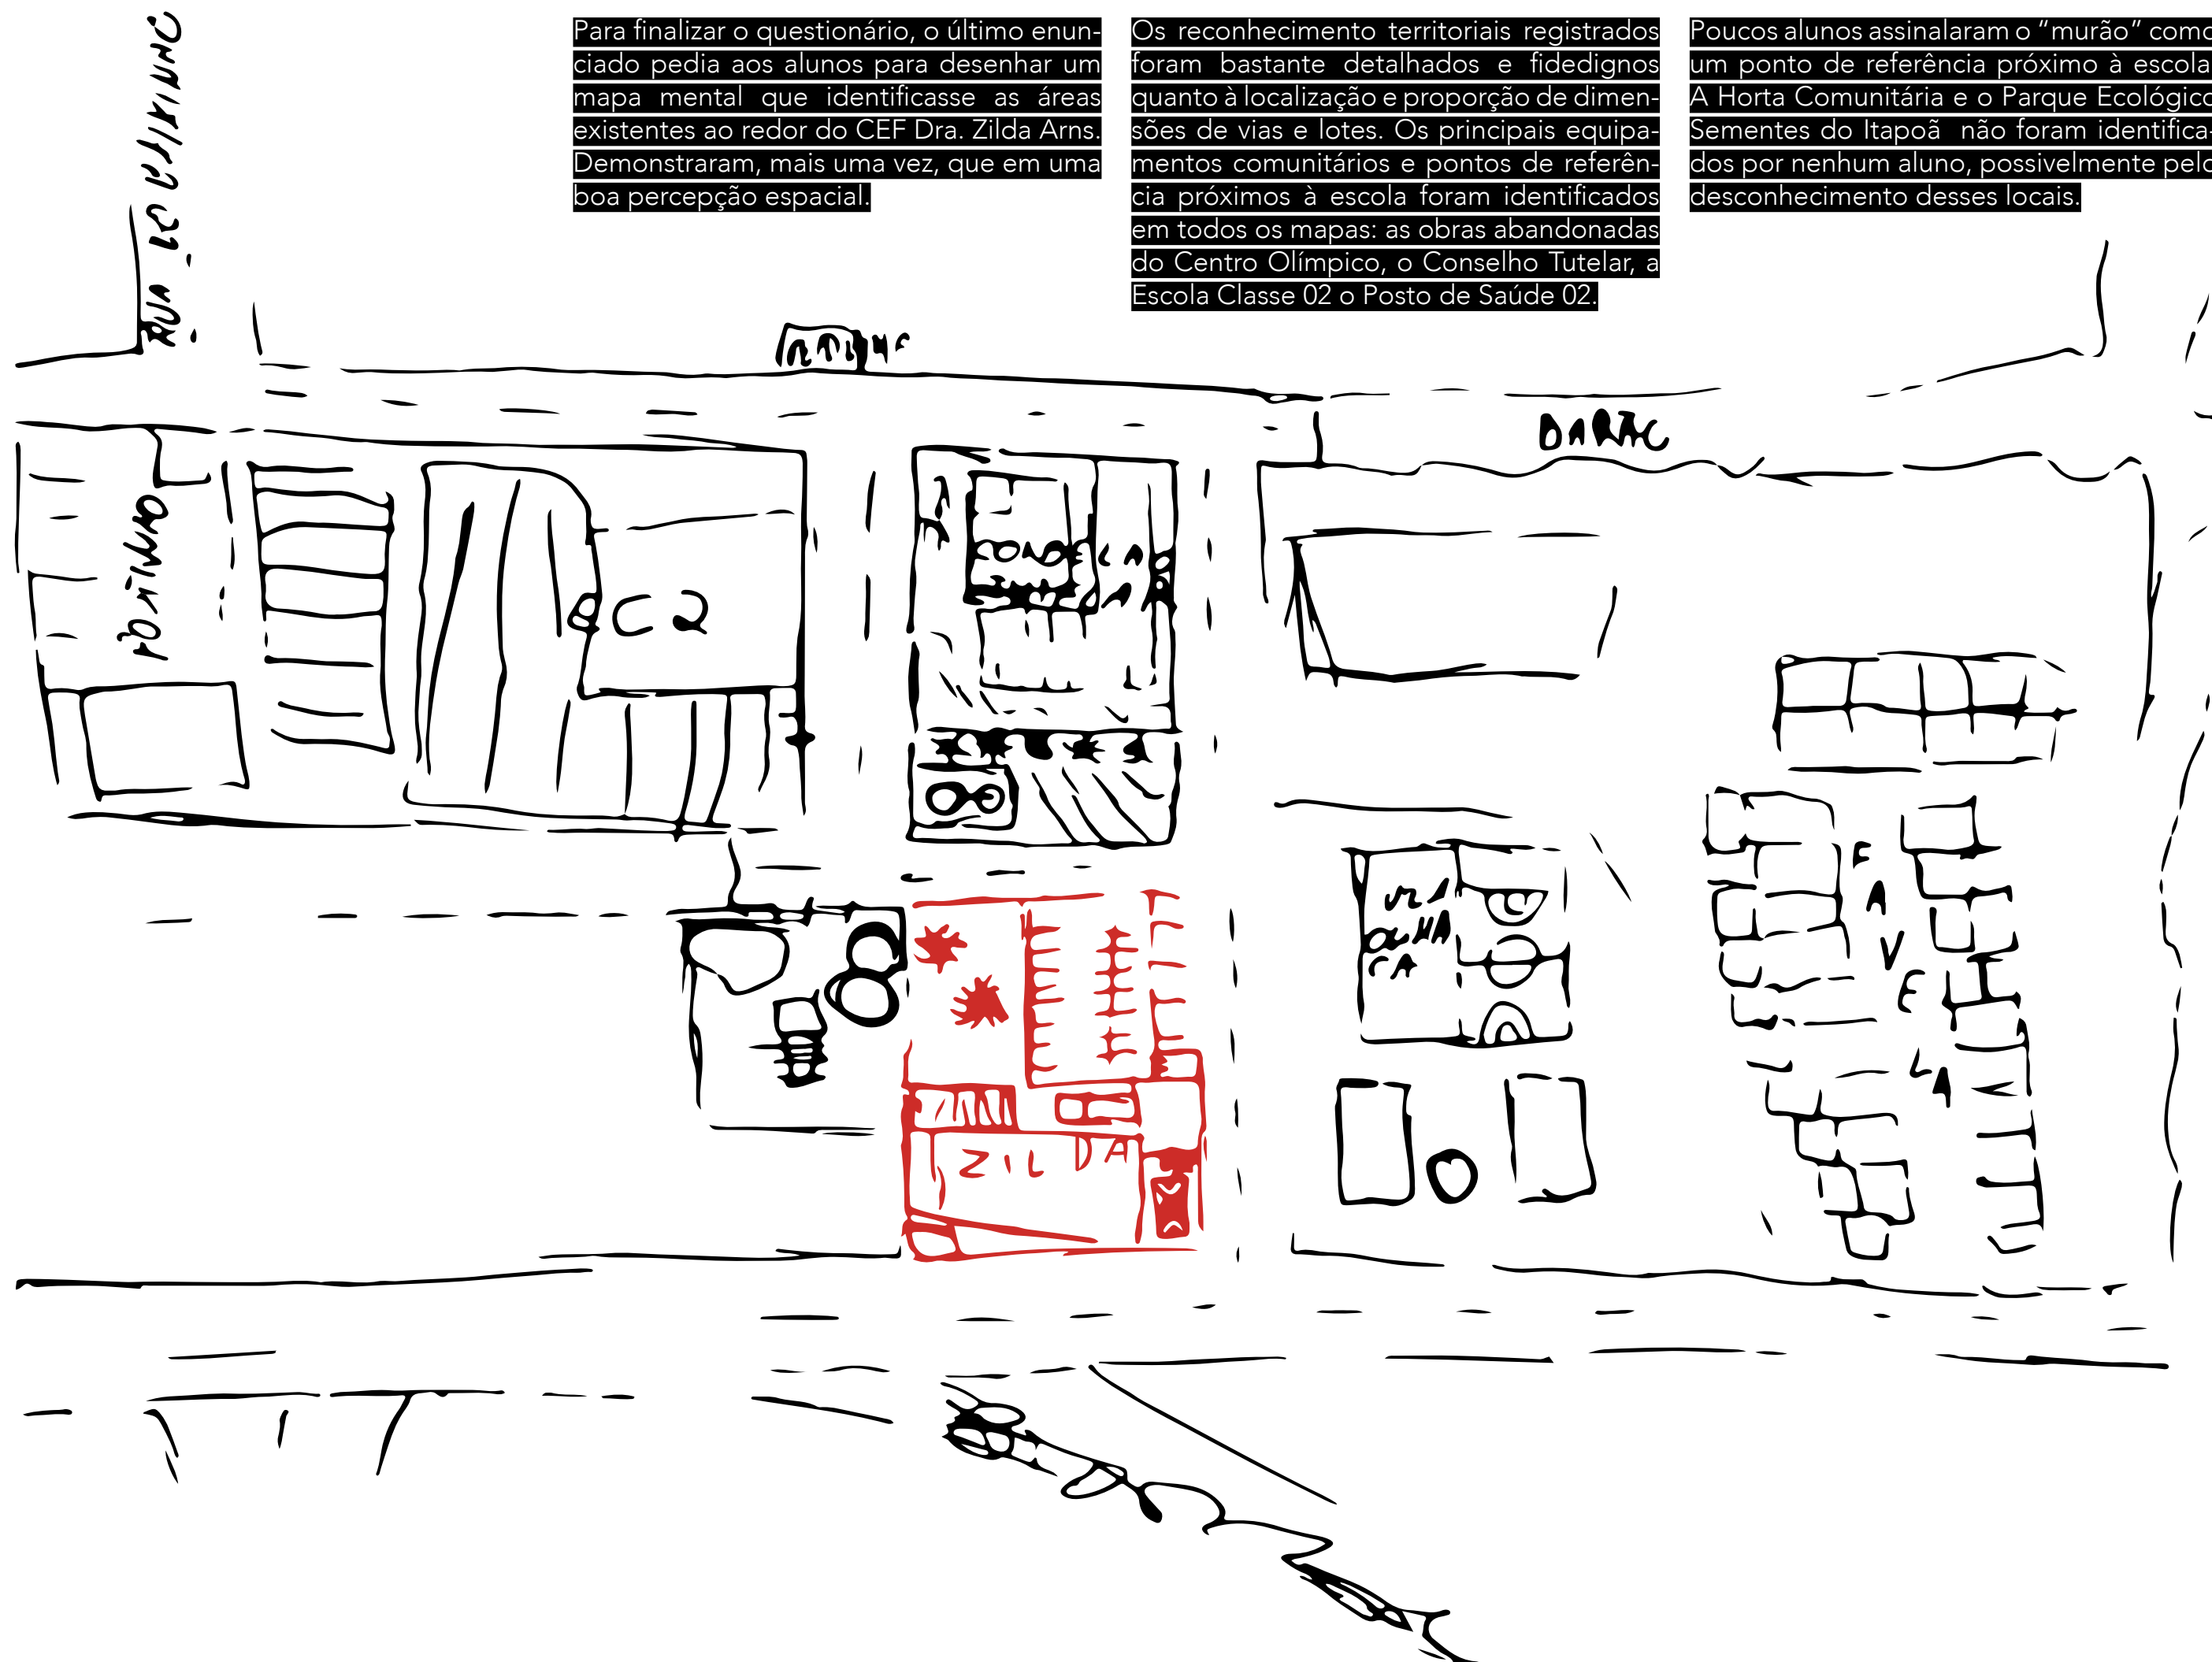 Para finalizar o questionário, o último enun-
ciado pedia aos alunos para desenhar um
mapa mental que identificasse as áreas
existentes ao redor do CEF Dra. Zilda Arns.
Demonstraram, mais uma vez, que em uma
boa percepção espacial.
Os reconhecimento territoriais registrados
foram bastante detalhados e fidedignos
quanto à localização e proporção de dimen-
sões de vias e lotes. Os principais equipa-
mentos comunitários e pontos de referên-
cia próximos à escola foram identificados
em todos os mapas: as obras abandonadas
do Centro Olímpico, o Conselho Tutelar, a
Escola Classe 02 o Posto de Saúde 02.
Poucos alunos assinalaram o “murão” como
um ponto de referência próximo à escola.
A Horta Comunitária e o Parque Ecológico
Sementes do Itapoã não foram identifica-
dos por nenhum aluno, possivelmente pelo
desconhecimento desses locais.
ZILDA